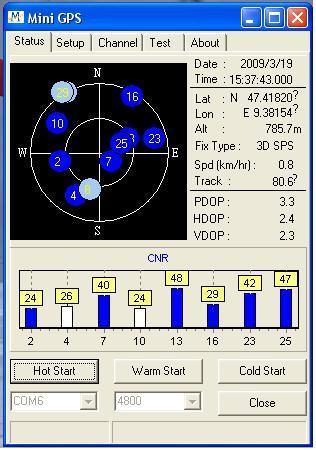 M Mini GPS
Status Setup Channel Test About
Date : 2009/3/19
Time : 15:37:43.000
Lat : N 47.41820?
Lon : E 9.38154?
Alt : 785.7m
Fix Type : 3D SPS
Spd (km/hr) : 0.8
Track : 80.6?
PDOP : 3.3
HDOP : 2.4
VDOP : 2.3
N
29
16
10
25
23
W
E
2
7
4
8
S
CNR
24 26 40 24 48 29 42 47
2 4 7 10 13 16 23 25
Hot Start Warm Start Cold Start
COM6 4800 Close